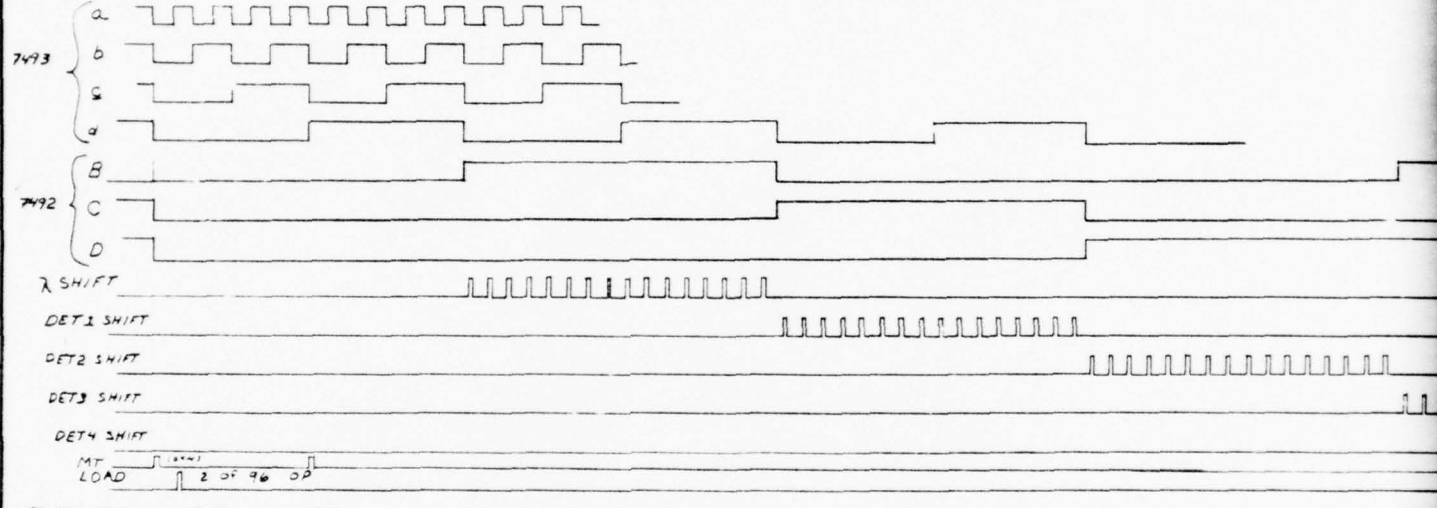 7493
a
b
c
d
7492
B
C
D
λ SHIFT
DET1 SHIFT
DET2 SHIFT
DET3 SHIFT
DET4 SHIFT
MT
LOAD 2 of 96 OP